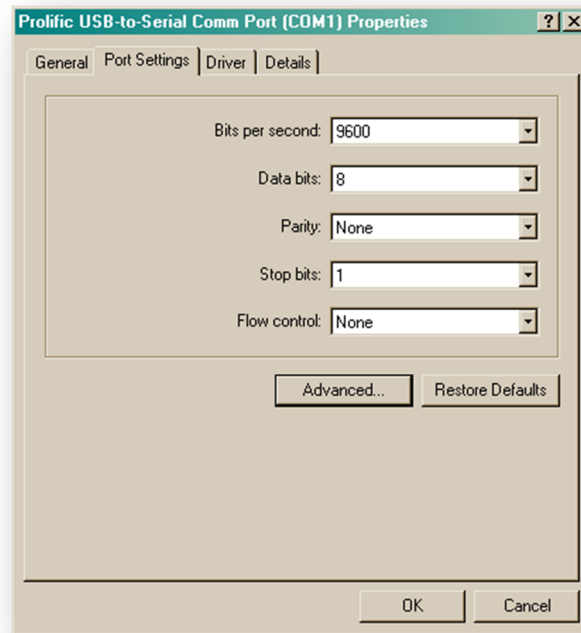 Prolific USB-to-Serial Comm Port (COM1) Properties ? X
General Port Settings Driver Details
Bits per second: 9600
Data bits: 8
Parity: None
Stop bits: 1
Flow control: None
Advanced... Restore Defaults
OK Cancel